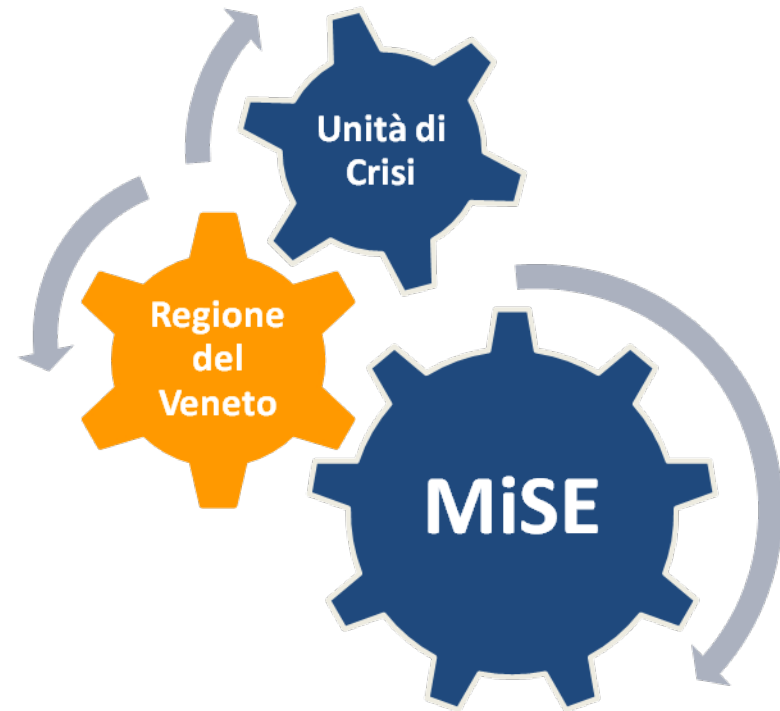 Unità di
Crisi
Regione
del
Veneto
MiSE